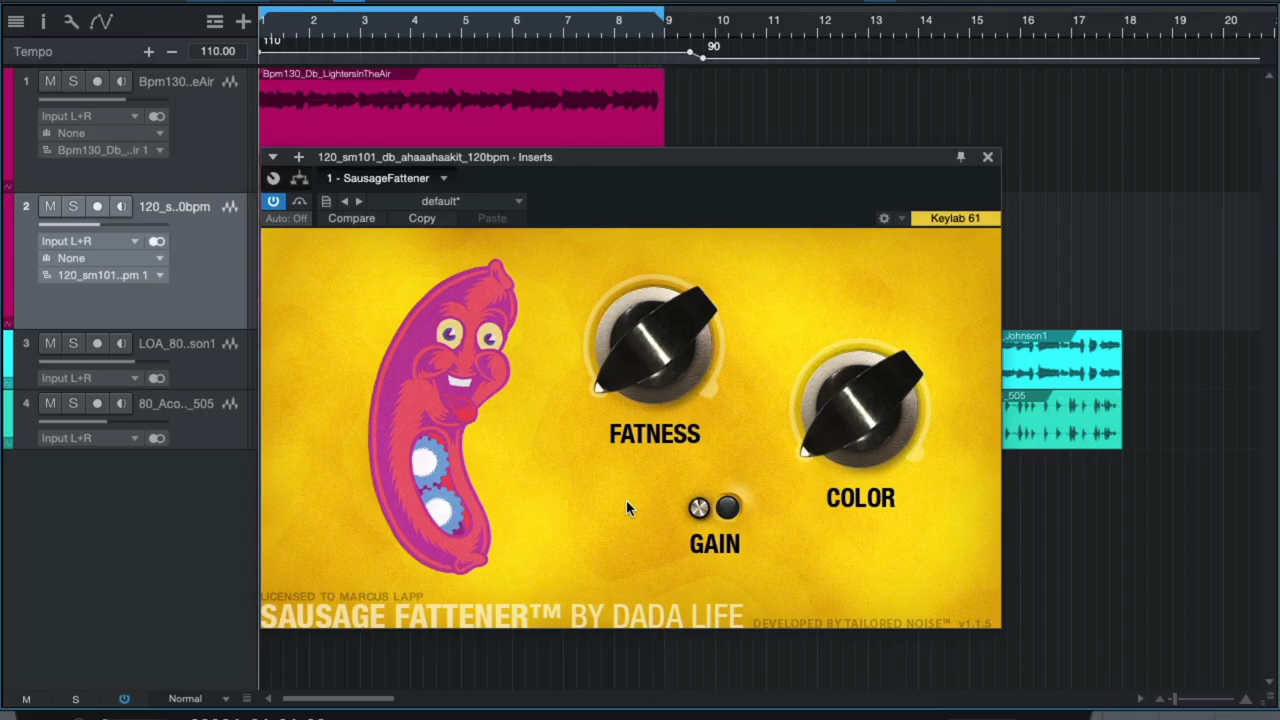 1 2 3 4 5 6 7 8 9 10 11 12 13 14 15 16 17 18 19 20
Tempo + − 110.00
110
90
1 M S Bpm130..eAir
Input L+R
None
Bpm130_Db_..ir 1
Bpm130_Db_LightersInTheAir
2 M S 120_s..0bpm
Input L+R
None
120_sm101..pm 1
3 M S LOA_80..son1
Input L+R
4 M S 80_Aco.._505
Input L+R
120_sm101_db_ahaaahaakit_120bpm - Inserts
1 - SausageFattener
default*
Auto: Off Compare Copy Paste
Keylab 61
FATNESS
COLOR
GAIN
LICENSED TO MARCUS LAPP
SAUSAGE FATTENER™ BY DADA LIFE
DEVELOPED BY TAILORED NOISE™ v1.1.5
_Johnson1
_505
M S Normal